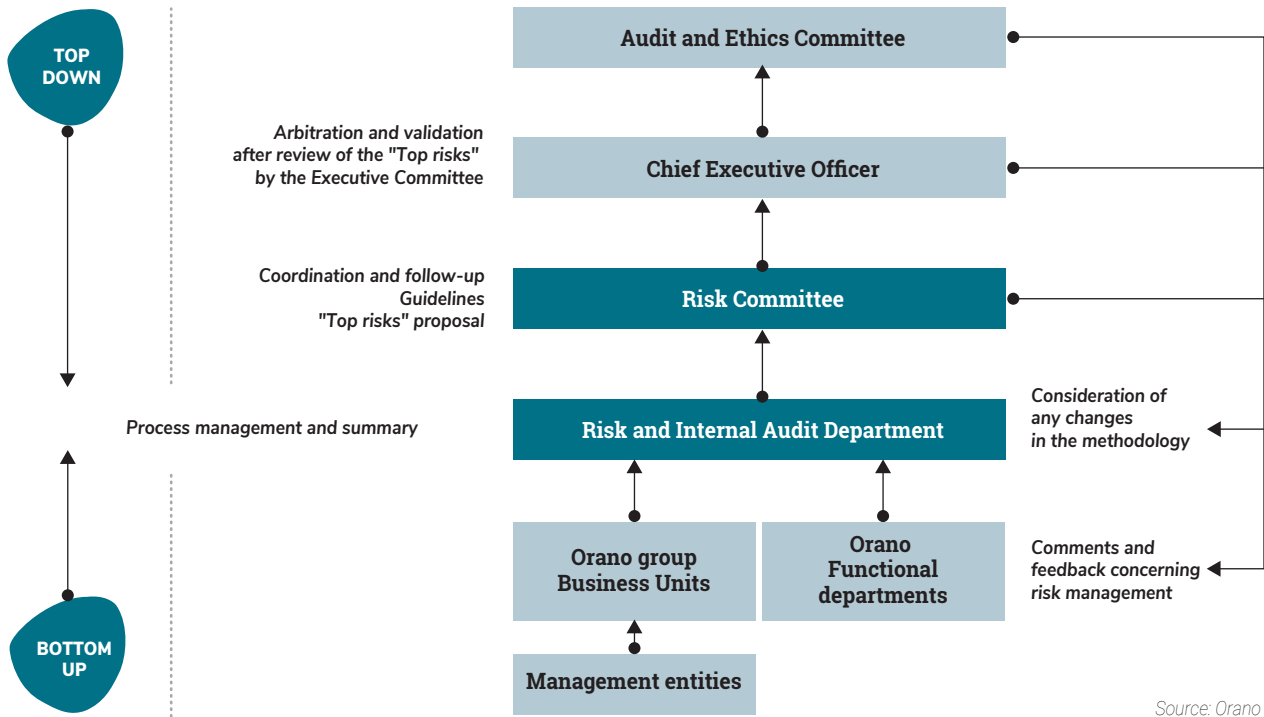 TOP
DOWN
Audit and Ethics Committee
Arbitration and validation
after review of the "Top risks"
by the Executive Committee
Chief Executive Officer
Coordination and follow-up
Guidelines
"Top risks" proposal
Risk Committee
Process management and summary
Risk and Internal Audit Department
Consideration of
any changes
in the methodology
Orano group
Business Units
Orano
Functional
departments
Comments and
feedback concerning
risk management
BOTTOM
UP
Management entities
Source: Orano